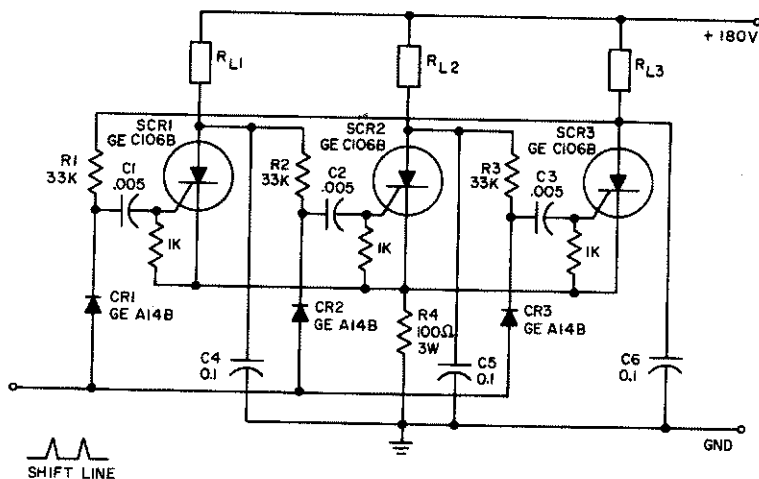 +180V
RL1
RL2
RL3
SCR1
GE C106B
SCR2
GE C106B
SCR3
GE C106B
R1
33K
C1
.005
R2
33K
C2
.005
R3
33K
C3
.005
1K
1K
1K
CR1
GE A14B
CR2
GE A14B
R4
100Ω
3W
CR3
GE A14B
C4
0.1
C5
0.1
C6
0.1
GND
SHIFT LINE